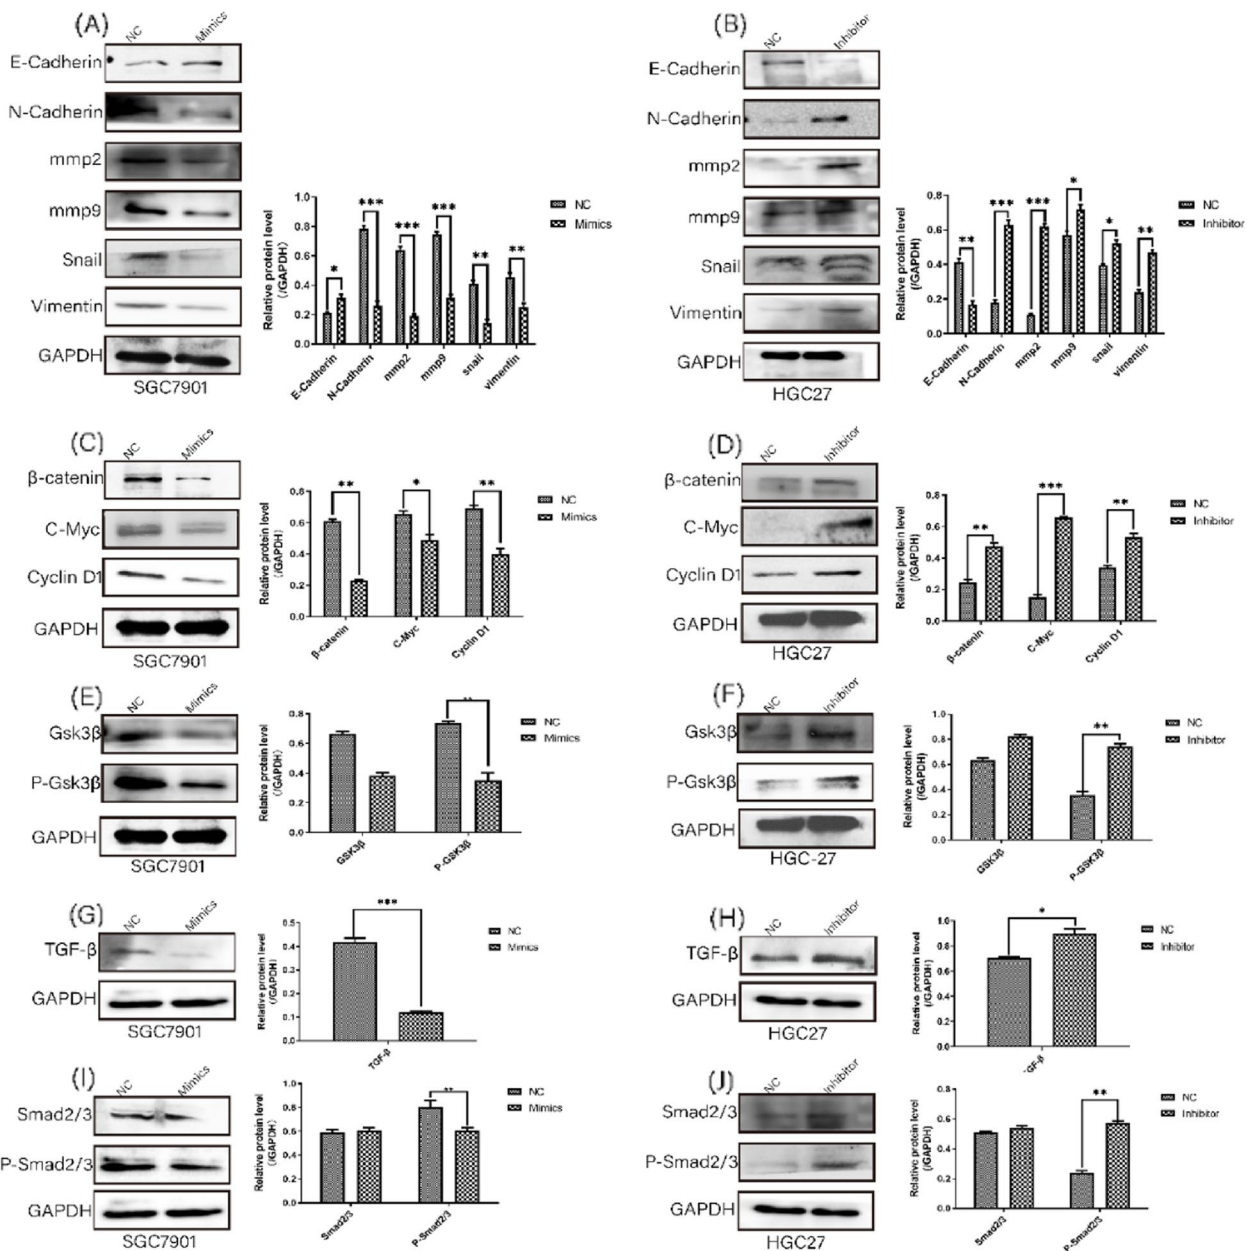 (A)
NC Mimics
E-Cadherin
N-Cadherin
mmp2
mmp9
Snail
Vimentin
GAPDH
SGC7901
Relative protein level
(/GAPDH)
1.0
0.8
0.6
0.4
0.2
0.0
* *** *** *** ** **
E-Cadherin N-Cadherin mmp2 mmp9 snail vimentin
NC
Mimics
(B)
NC Inhibitor
E-Cadherin
N-Cadherin
mmp2
mmp9
Snail
Vimentin
GAPDH
HGC27
Relative protein level
(/GAPDH)
0.8
0.6
0.4
0.2
0.0
** *** *** * * **
E-Cadherin N-Cadherin mmp2 mmp9 snail vimentin
NC
Inhibitor
(C)
NC Mimics
β-catenin
C-Myc
Cyclin D1
GAPDH
SGC7901
Relative protein level
(/GAPDH)
0.8
0.6
0.4
0.2
0.0
** * **
β-catenin C-Myc Cyclin D1
NC
Mimics
(D)
NC Inhibitor
β-catenin
C-Myc
Cyclin D1
GAPDH
HGC27
Relative protein level
(/GAPDH)
0.8
0.6
0.4
0.2
0.0
** *** **
β-catenin C-Myc Cyclin D1
NC
Inhibitor
(E)
NC Mimics
Gsk3β
P-Gsk3β
GAPDH
SGC7901
Relative protein level
(/GAPDH)
0.8
0.6
0.4
0.2
0.0
**
GSK3β P-GSK3β
NC
Mimics
(F)
NC Inhibitor
Gsk3β
P-Gsk3β
GAPDH
HGC-27
Relative protein level
(/GAPDH)
1.0
0.8
0.6
0.4
0.2
0.0
**
GSK3β P-GSK3β
NC
Inhibitor
(G)
NC Mimics
TGF-β
GAPDH
SGC7901
Relative protein level
(/GAPDH)
0.5
0.4
0.3
0.2
0.1
0.0
***
TGF-β
NC
Mimics
(H)
NC Inhibitor
TGF-β
GAPDH
HGC27
Relative protein level
(/GAPDH)
1.0
0.8
0.6
0.4
0.2
0.0
*
GF-β
NC
Inhibitor
(I)
NC Mimics
Smad2/3
P-Smad2/3
GAPDH
SGC7901
Relative protein level
(/GAPDH)
1.0
0.8
0.6
0.4
0.2
0.0
**
Smad2/3 P-Smad2/3
NC
Mimics
(J)
NC Inhibitor
Smad2/3
P-Smad2/3
GAPDH
HGC27
Relative protein level
(/GAPDH)
0.8
0.6
0.4
0.2
0.0
**
Smad2/3 P-Smad2/3
NC
Inhibitor